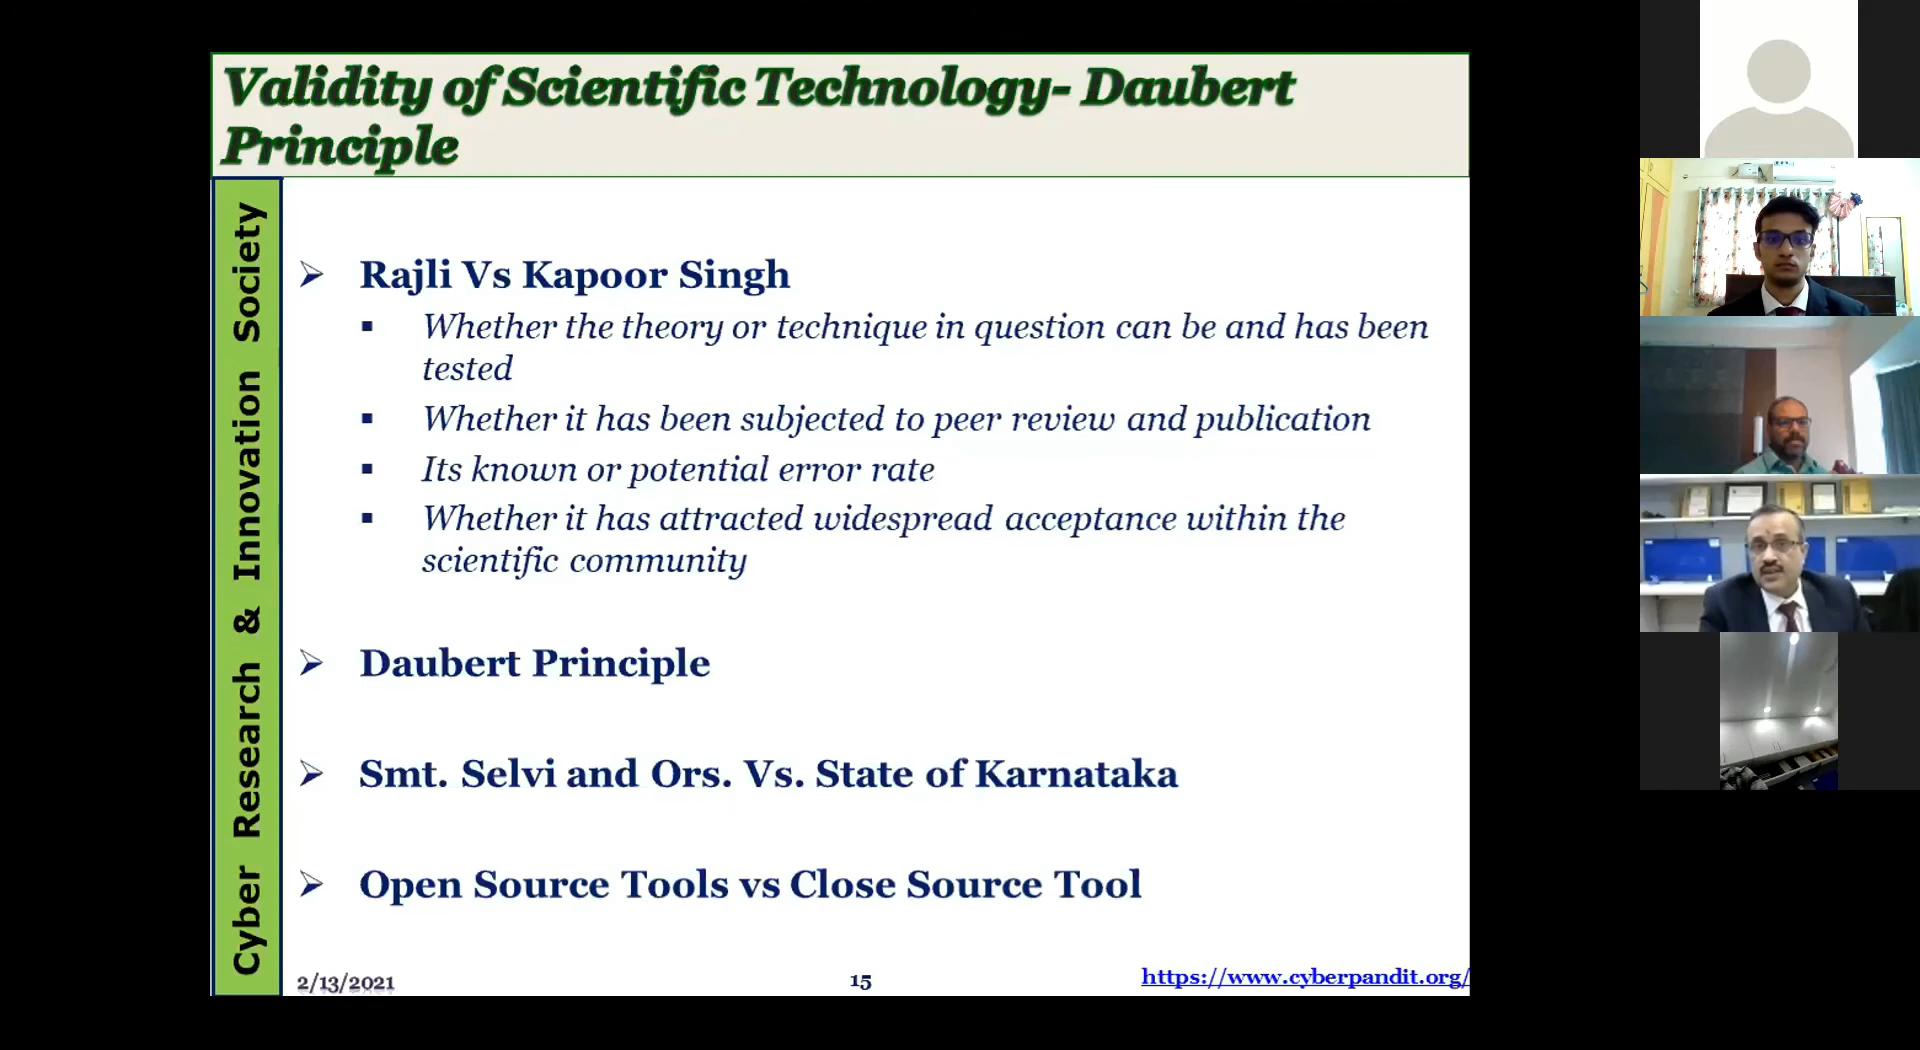 Validity of Scientific Technology- Daubert
Principle
Cyber Research & Innovation Society
Rajli Vs Kapoor Singh
Whether the theory or technique in question can be and has been
tested
Whether it has been subjected to peer review and publication
Its known or potential error rate
Whether it has attracted widespread acceptance within the
scientific community
Daubert Principle
Smt. Selvi and Ors. Vs. State of Karnataka
Open Source Tools vs Close Source Tool
2/13/2021
15
https://www.cyberpandit.org/